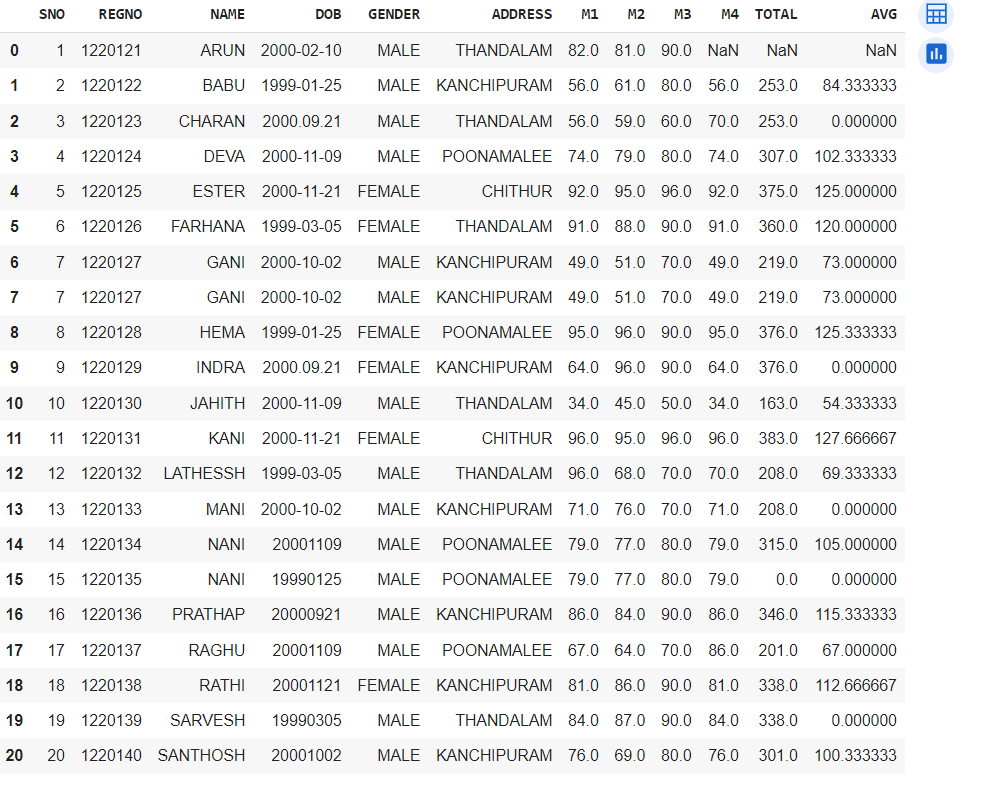 SNO REGNO NAME DOB GENDER ADDRESS M1 M2 M3 M4 TOTAL AVG
0 1 1220121 ARUN 2000-02-10 MALE THANDALAM 82.0 81.0 90.0 NaN NaN NaN
1 2 1220122 BABU 1999-01-25 MALE KANCHIPURAM 56.0 61.0 80.0 56.0 253.0 84.333333
2 3 1220123 CHARAN 2000.09.21 MALE THANDALAM 56.0 59.0 60.0 70.0 253.0 0.000000
3 4 1220124 DEVA 2000-11-09 MALE POONAMALEE 74.0 79.0 80.0 74.0 307.0 102.333333
4 5 1220125 ESTER 2000-11-21 FEMALE CHITHUR 92.0 95.0 96.0 92.0 375.0 125.000000
5 6 1220126 FARHANA 1999-03-05 FEMALE THANDALAM 91.0 88.0 90.0 91.0 360.0 120.000000
6 7 1220127 GANI 2000-10-02 MALE KANCHIPURAM 49.0 51.0 70.0 49.0 219.0 73.000000
7 7 1220127 GANI 2000-10-02 MALE KANCHIPURAM 49.0 51.0 70.0 49.0 219.0 73.000000
8 8 1220128 HEMA 1999-01-25 FEMALE POONAMALEE 95.0 96.0 90.0 95.0 376.0 125.333333
9 9 1220129 INDRA 2000.09.21 FEMALE KANCHIPURAM 64.0 96.0 90.0 64.0 376.0 0.000000
10 10 1220130 JAHITH 2000-11-09 MALE THANDALAM 34.0 45.0 50.0 34.0 163.0 54.333333
11 11 1220131 KANI 2000-11-21 FEMALE CHITHUR 96.0 95.0 96.0 96.0 383.0 127.666667
12 12 1220132 LATHESSH 1999-03-05 MALE THANDALAM 96.0 68.0 70.0 70.0 208.0 69.333333
13 13 1220133 MANI 2000-10-02 MALE KANCHIPURAM 71.0 76.0 70.0 71.0 208.0 0.000000
14 14 1220134 NANI 20001109 MALE POONAMALEE 79.0 77.0 80.0 79.0 315.0 105.000000
15 15 1220135 NANI 19990125 MALE POONAMALEE 79.0 77.0 80.0 79.0 0.0 0.000000
16 16 1220136 PRATHAP 20000921 MALE KANCHIPURAM 86.0 84.0 90.0 86.0 346.0 115.333333
17 17 1220137 RAGHU 20001109 MALE POONAMALEE 67.0 64.0 70.0 86.0 201.0 67.000000
18 18 1220138 RATHI 20001121 FEMALE KANCHIPURAM 81.0 86.0 90.0 81.0 338.0 112.666667
19 19 1220139 SARVESH 19990305 MALE THANDALAM 84.0 87.0 90.0 84.0 338.0 0.000000
20 20 1220140 SANTHOSH 20001002 MALE KANCHIPURAM 76.0 69.0 80.0 76.0 301.0 100.333333